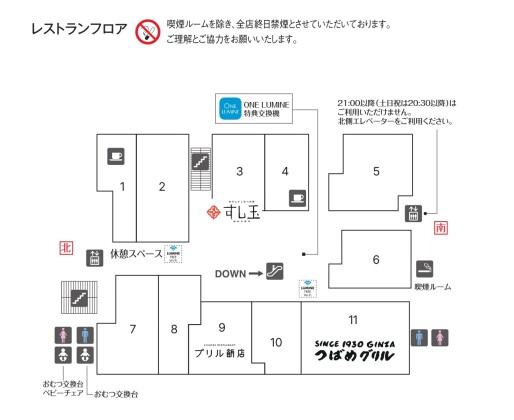 レストランフロア
喫煙ルームを除き、全店終日禁煙とさせていただいております。
ご理解とご協力をお願いいたします。
ONE LUMINE
ONE LUMINE
特典交換機
21:00以降（土日祝は20:30以降）は
ご利用いただけません。
北側エレベーターをご利用ください。
1
2
3
4
5
すし玉
南
北
休憩スペース
LUMINE FREE Wi-Fi
DOWN
LUMINE FREE Wi-Fi
6
喫煙ルーム
7
8
9
プリル餠店
10
11
SINCE 1930 GINZA
つばめグリル
おむつ交換台
ベビーチェア
おむつ交換台